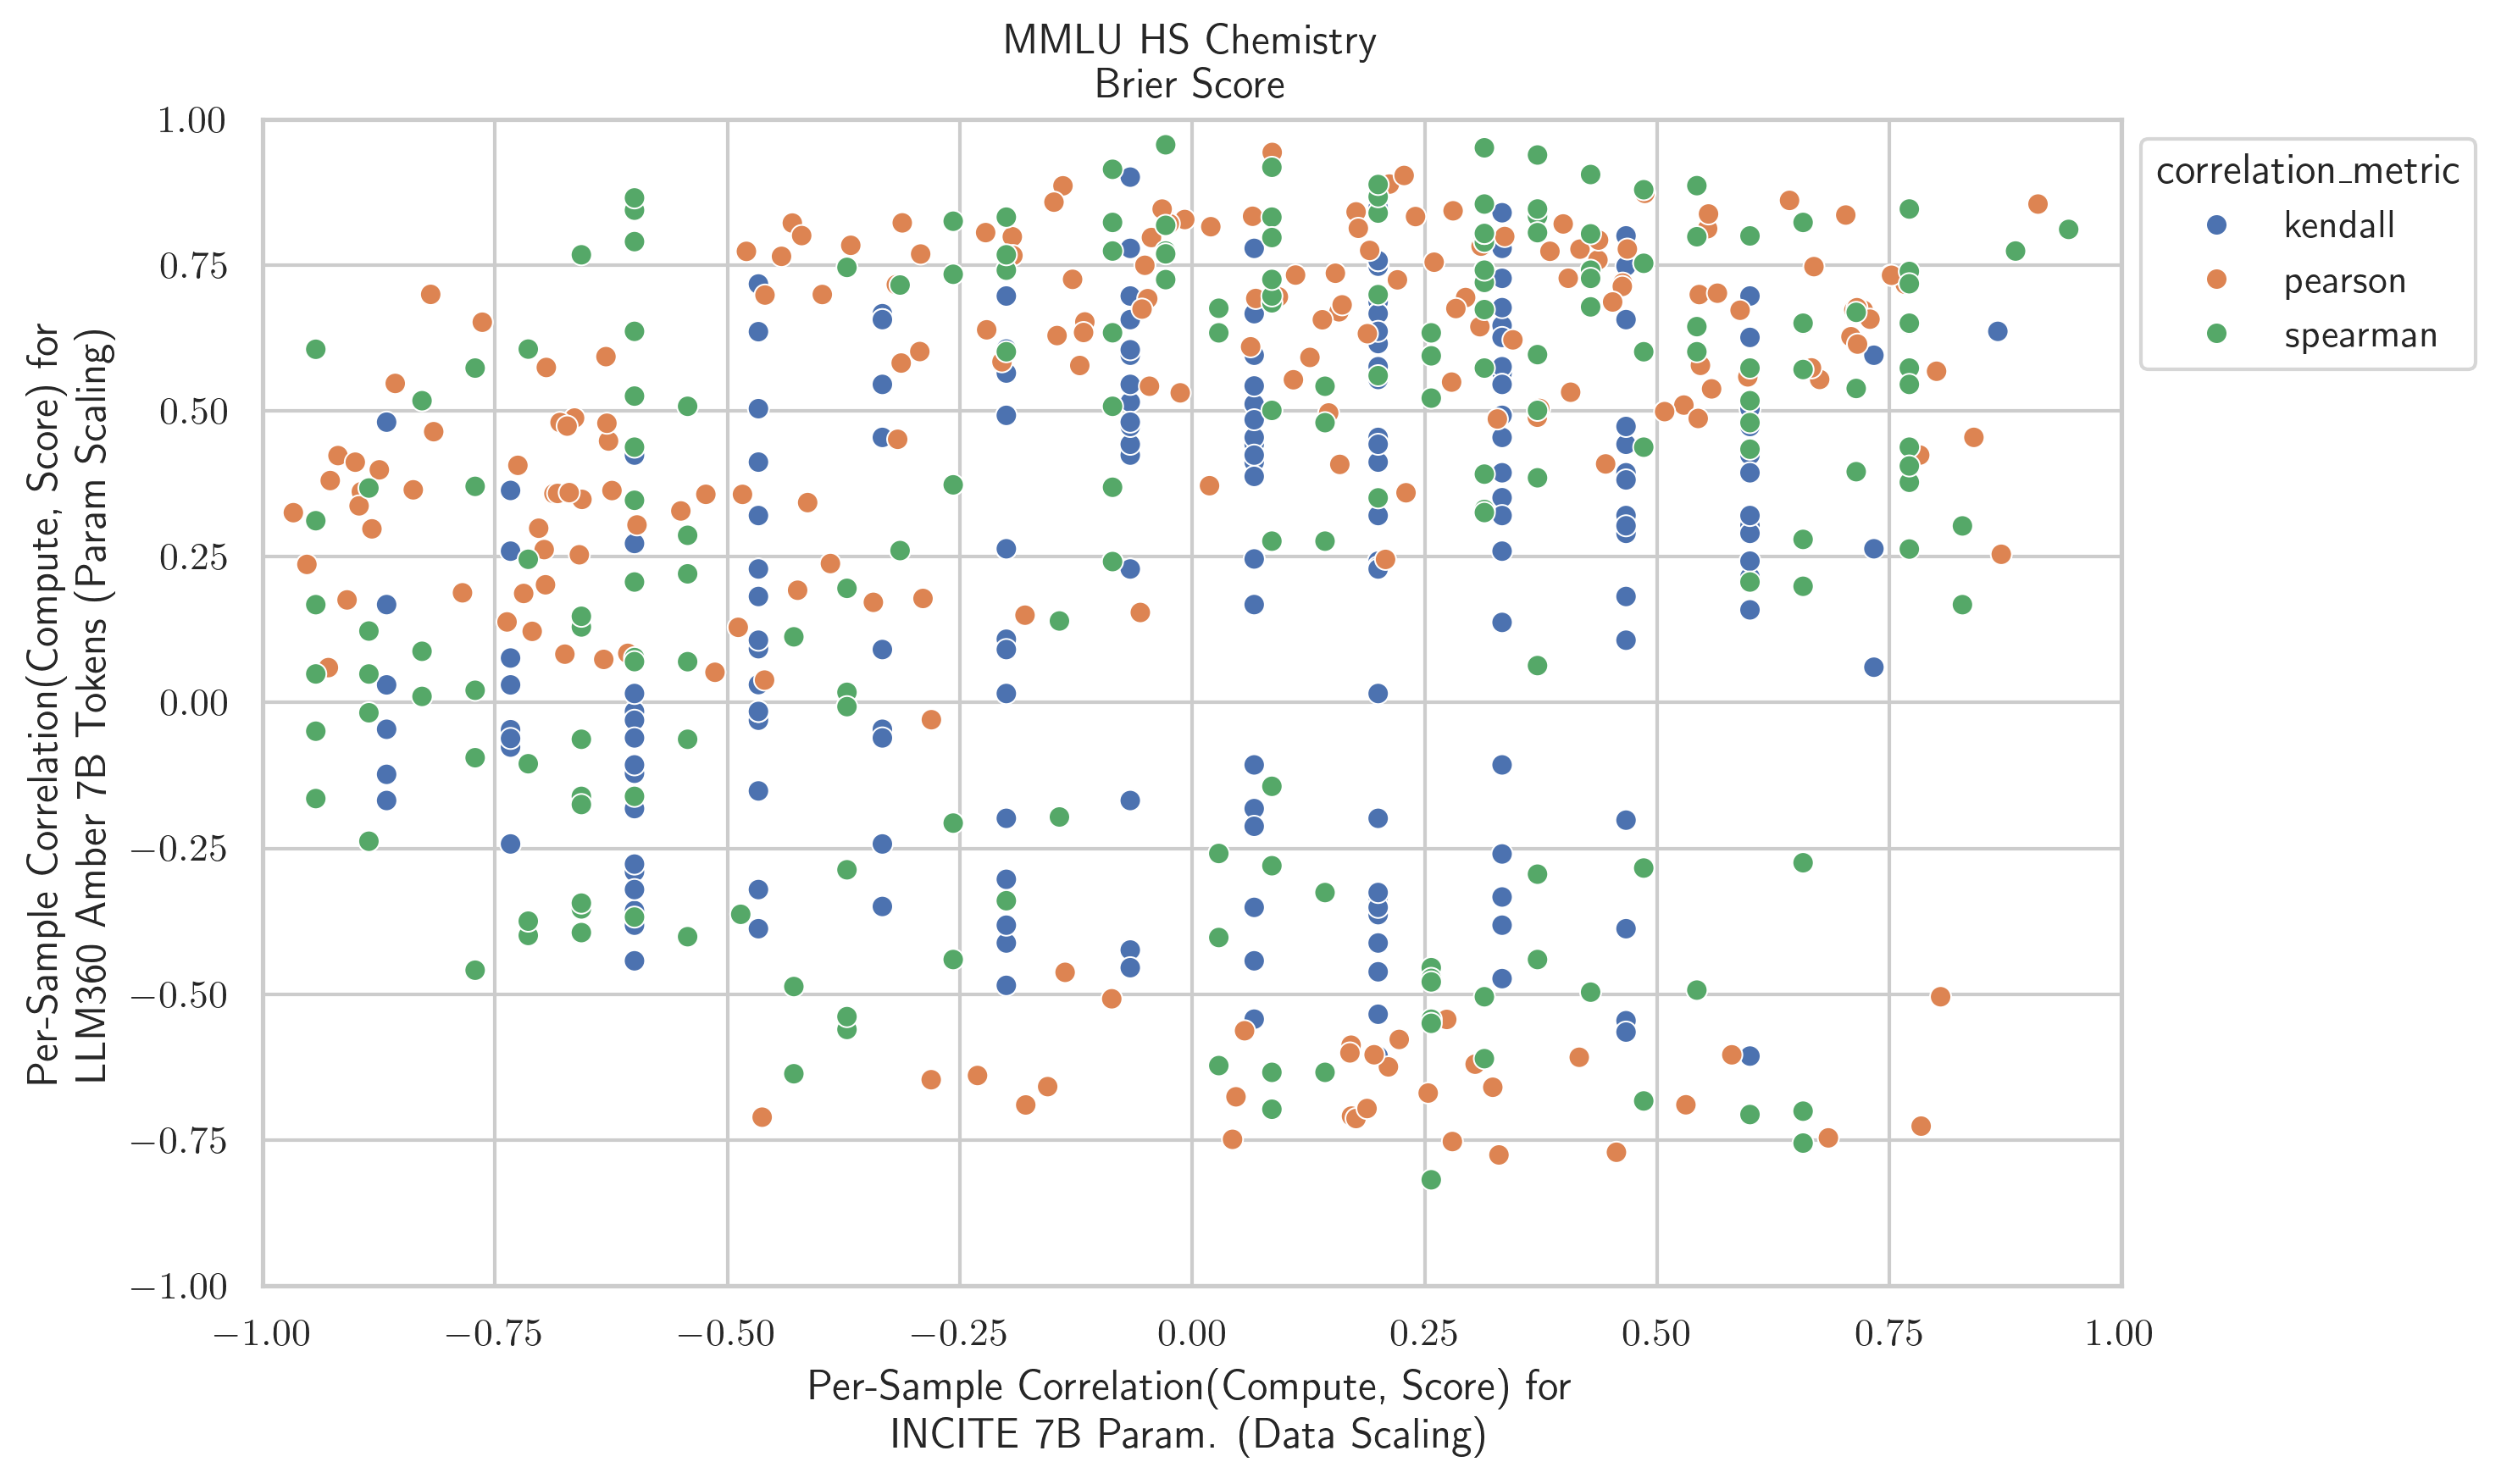 MMLU HS Chemistry
Brier Score
Per-Sample Correlation(Compute, Score) for
LLM360 Amber 7B Tokens (Param Scaling)
1.00
0.75
0.50
0.25
0.00
−0.25
−0.50
−0.75
−1.00
−1.00
−0.75
−0.50
−0.25
0.00
0.25
0.50
0.75
1.00
Per-Sample Correlation(Compute, Score) for
INCITE 7B Param. (Data Scaling)
correlation_metric
kendall
pearson
spearman